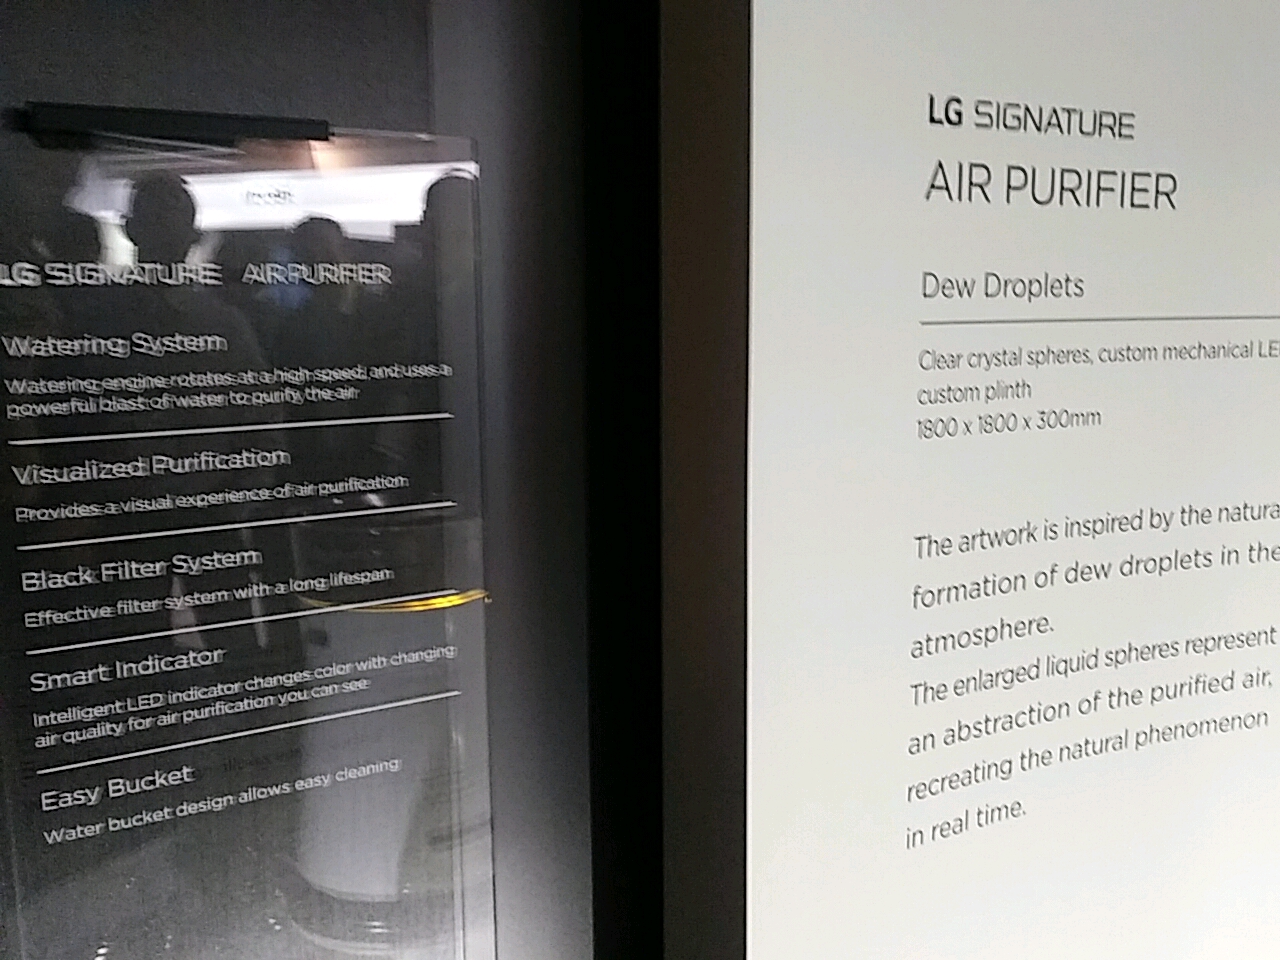 LG SIGNATURE AIR PURIFIER
Watering System
Watering engine rotates at a high speed and uses a
powerful blast of water to purify the air
Visualized Purification
Provides a visual experience of air purification
Black Filter System
Effective filter system with a long lifespan
Smart Indicator
Intelligent LED indicator changes color with changing
air quality for air purification you can see
Easy Bucket
Water bucket design allows easy cleaning
LG SIGNATURE
AIR PURIFIER
Dew Droplets
Clear crystal spheres, custom mechanical LE
custom plinth
1800 x 1800 x 300mm
The artwork is inspired by the natura
formation of dew droplets in the
atmosphere.
The enlarged liquid spheres represent
an abstraction of the purified air,
recreating the natural phenomenon
in real time.